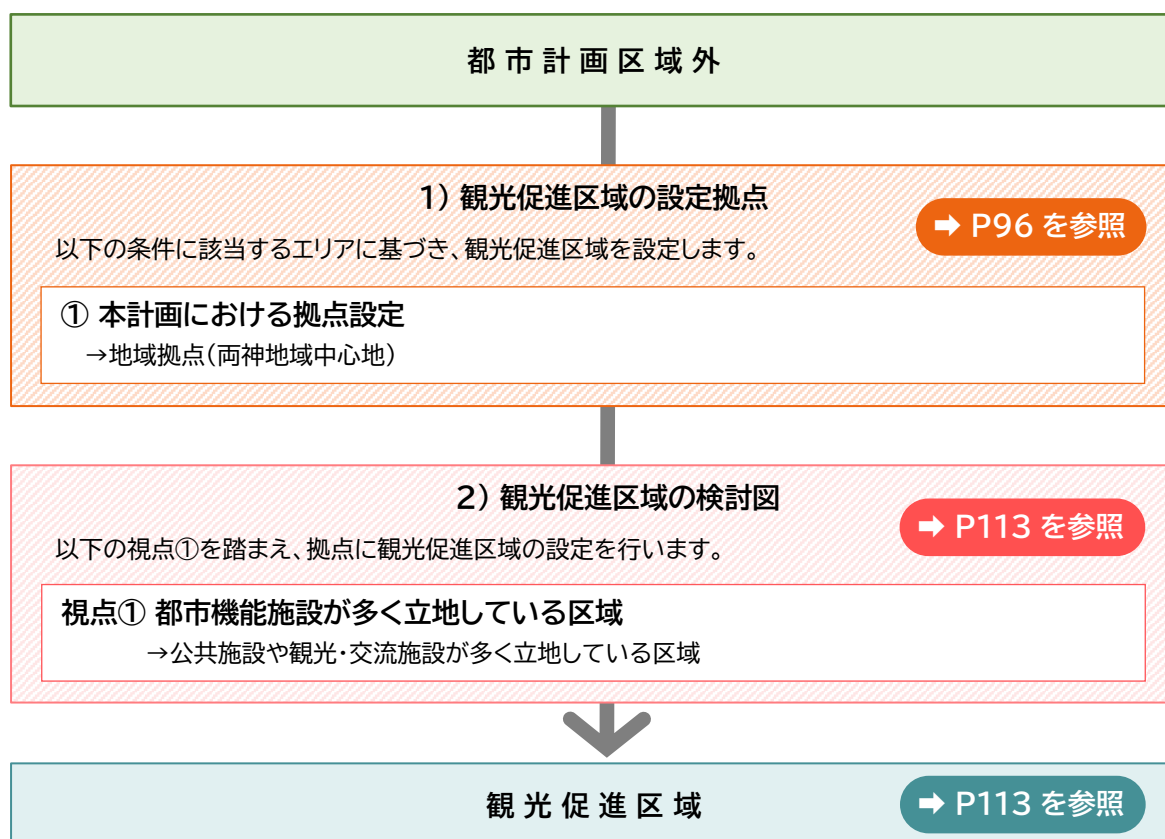 都市計画区域外
1）観光促進区域の設定拠点
➡ P96 を参照
以下の条件に該当するエリアに基づき、観光促進区域を設定します。
① 本計画における拠点設定
→地域拠点（両神地域中心地）
2）観光促進区域の検討図
➡ P113 を参照
以下の視点①を踏まえ、拠点に観光促進区域の設定を行います。
視点① 都市機能施設が多く立地している区域
→公共施設や観光・交流施設が多く立地している区域
観光促進区域
➡ P113 を参照